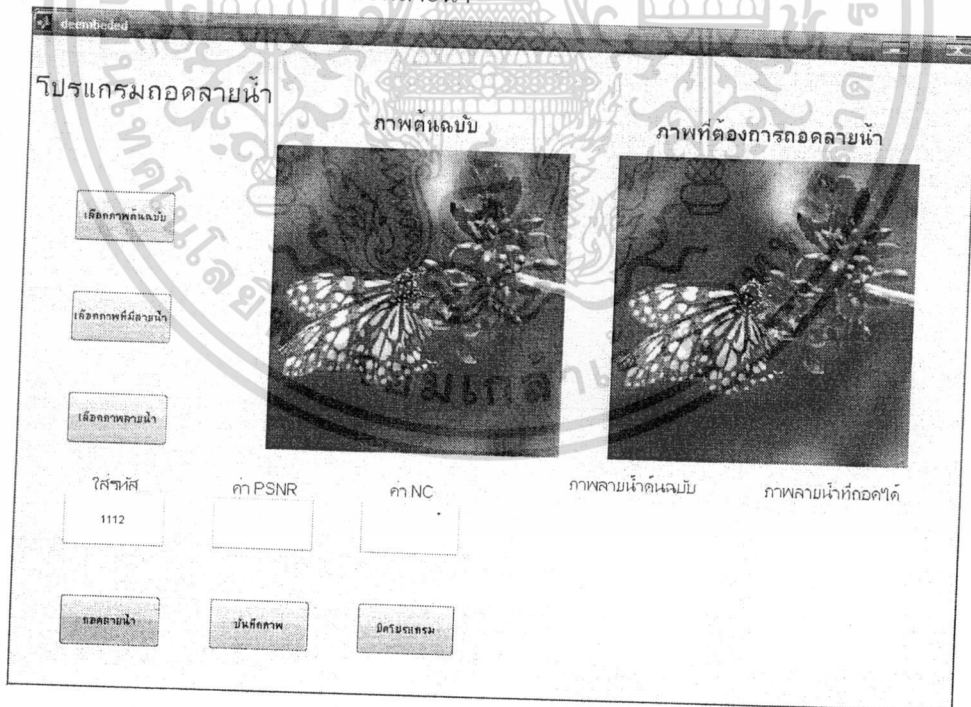 deembeded
โปรแกรมถอดลายน้ำ
ภาพต้นฉบับ
ภาพที่ต้องการถอดลายน้ำ
เลือกภาพต้นฉบับ
เลือกภาพที่มีลายน้ำ
เลือกภาพลายน้ำ
ใส่รหัส
ค่า PSNR
ค่า NC
ภาพลายน้ำต้นฉบับ
ภาพลายน้ำที่ถอดได้
1112
ถอดลายน้ำ
บันทึกภาพ
ปิดโปรแกรม